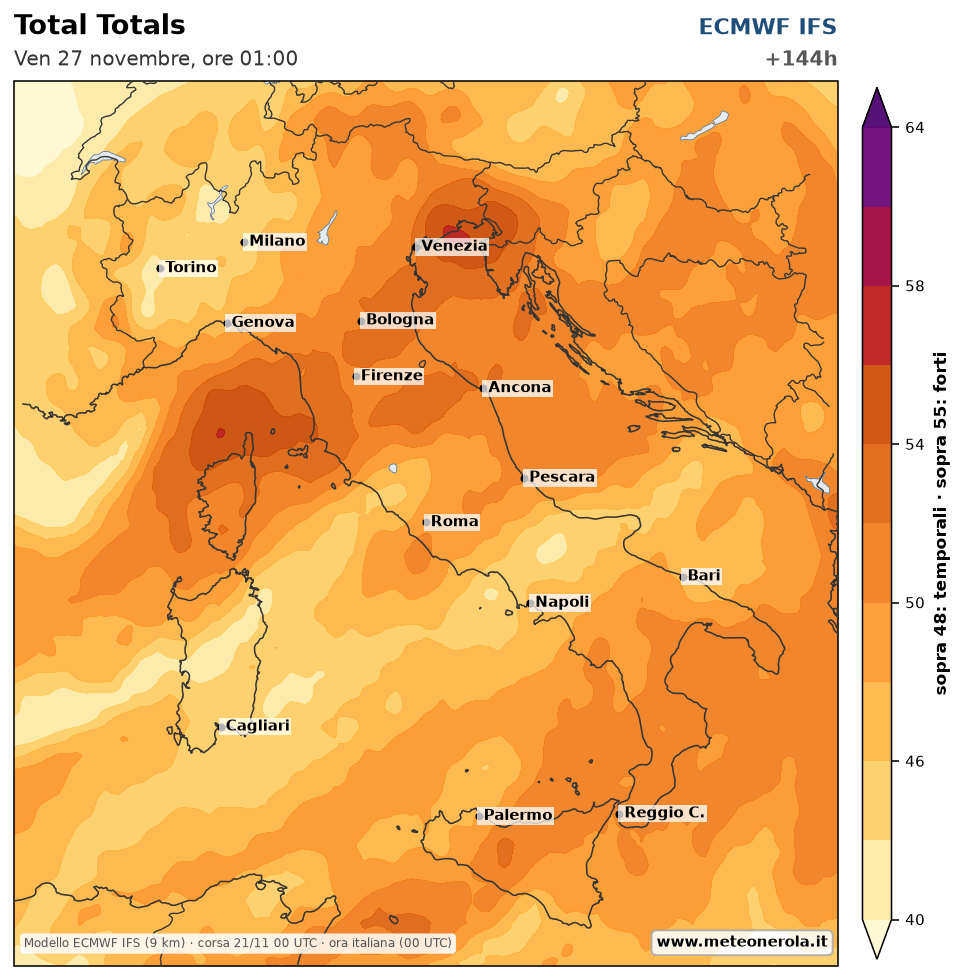 Total Totals
ECMWF IFS
Ven 27 novembre, ore 01:00
+144h
64
58
54
50
46
40
sopra 48: temporali · sopra 55: forti
Milano
Venezia
Torino
Genova
Bologna
Firenze
Ancona
Pescara
Roma
Bari
Napoli
Cagliari
Palermo
Reggio C.
Modello ECMWF IFS (9 km) · corsa 21/11 00 UTC · ora italiana (00 UTC)
www.meteonerola.it